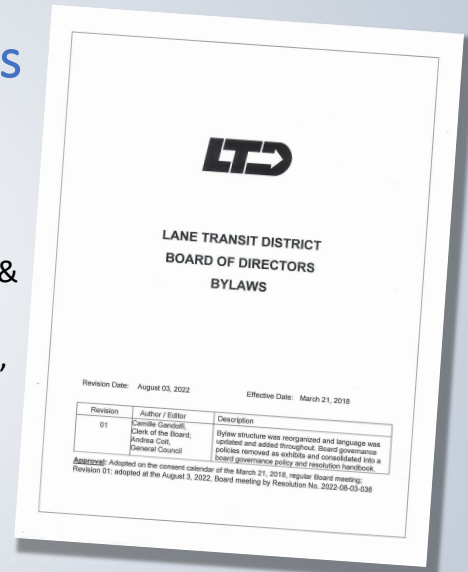 s
&
,
LTD
LANE TRANSIT DISTRICT
BOARD OF DIRECTORS
BYLAWS
Revision Date: August 03, 2022 Effective Date: March 21, 2018
Revision Author / Editor Description
01 Camille Gandolfi, Clerk of the Board; Andrea Coit, General Council Bylaw structure was reorganized and language was updated and added throughout. Board governance policies removed as exhibits and consolidated into a board governance policy and resolution handbook.
Approval: Adopted on the consent calendar of the March 21, 2018, regular Board meeting;
Revision 01: adopted at the August 3, 2022, Board meeting by Resolution No. 2022-08-03-036